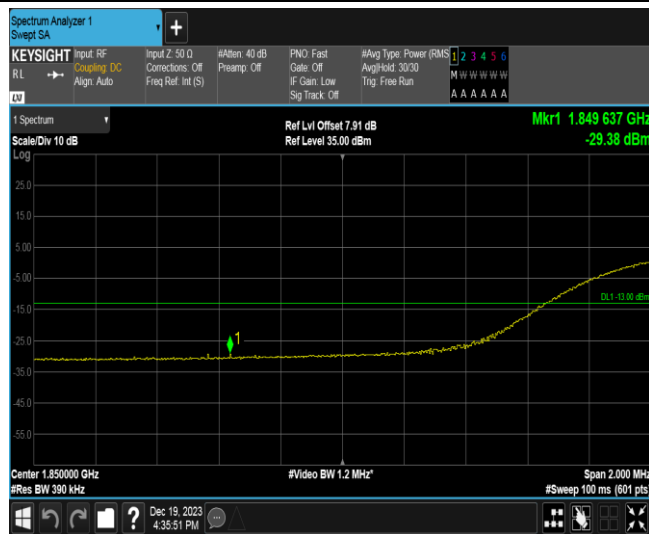 Spectrum Analyzer 1
Swept SA
+
KEYSIGHT
RL
LXI
Input: RF
Coupling: DC
Align: Auto
Input Z: 50 Ω
Corrections: Off
Freq Ref: Int (S)
#Atten: 40 dB
Preamp: Off
PNO: Fast
Gate: Off
IF Gain: Low
Sig Track: Off
#Avg Type: Power (RMS
Avg|Hold: 30/30
Trig: Free Run
1 2 3 4 5 6
M W W W W W
A A A A A A
1 Spectrum
Scale/Div 10 dB
Log
Ref Lvl Offset 7.91 dB
Ref Level 35.00 dBm
Mkr1 1.849 637 GHz
-29.38 dBm
25.0
15.0
5.00
-5.00
-15.0
-25.0
-35.0
-45.0
-55.0
DL1 -13.00 dBm
1
Center 1.850000 GHz
#Res BW 390 kHz
#Video BW 1.2 MHz*
Span 2.000 MHz
#Sweep 100 ms (601 pts)
?
Dec 19, 2023
4:35:51 PM